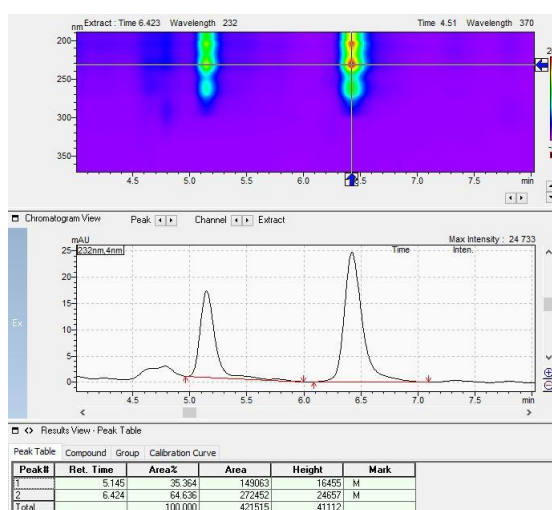 nm Extract : Time 6.423 Wavelength 232 Time 4.51 Wavelength 370
200
250
300
350
4.5 5.0 5.5 6.0 6.5 7.0 7.5 min
Chromatogram View Peak Channel Extract
mAU Max Intensity : 24 733
232nm,4nm Time Inten.
25
20
15
10
5
0
4.5 5.0 5.5 6.0 6.5 7.0 7.5 min
Ex
Results View - Peak Table
Peak Table Compound Group Calibration Curve
Peak# Ret. Time Area% Area Height Mark
1 5.145 35.364 149063 16455 M
2 6.424 64.636 272452 24657 M
Total 100.000 421515 41112